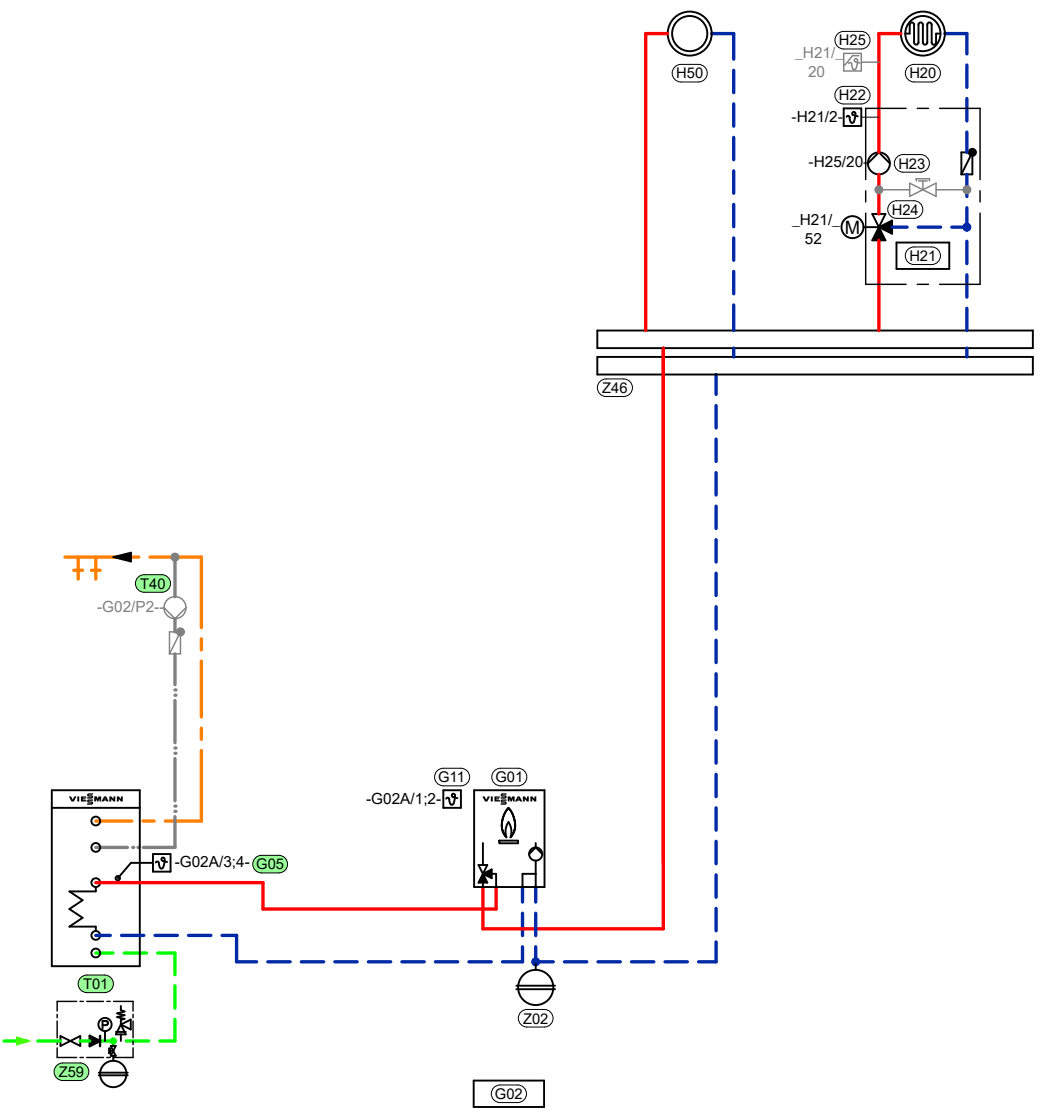 H50
H25
_H21/_
20
H20
H22
-H21/2-
-H25/20-
H23
H24
_H21/_
52
M
H21
Z46
T40
-G02/P2--
G11
G01
-G02A/1;2-
VIESMANN
VIESMANN
-G02A/3;4-
G05
T01
P
Z02
Z59
G02